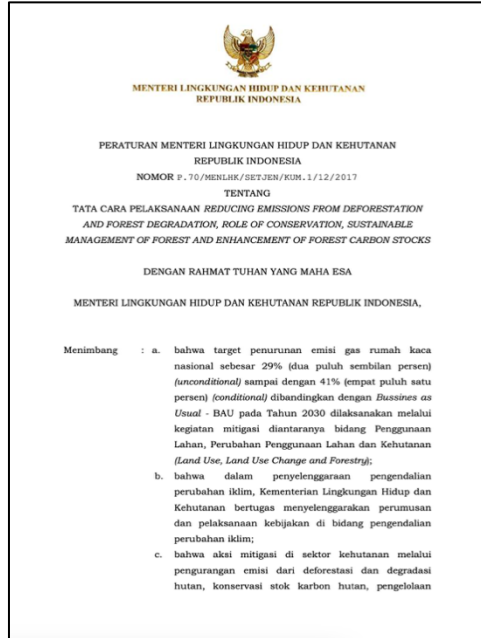 MENTERI LINGKUNGAN HIDUP DAN KEHUTANAN
REPUBLIK INDONESIA
PERATURAN MENTERI LINGKUNGAN HIDUP DAN KEHUTANAN
REPUBLIK INDONESIA
NOMOR P.70/MENLHK/SETJEN/KUM.1/12/2017
TENTANG
TATA CARA PELAKSANAAN REDUCING EMISSIONS FROM DEFORESTATION
AND FOREST DEGRADATION, ROLE OF CONSERVATION, SUSTAINABLE
MANAGEMENT OF FOREST AND ENHANCEMENT OF FOREST CARBON STOCKS
DENGAN RAHMAT TUHAN YANG MAHA ESA
MENTERI LINGKUNGAN HIDUP DAN KEHUTANAN REPUBLIK INDONESIA,
Menimbang : a. bahwa target penurunan emisi gas rumah kaca
nasional sebesar 29% (dua puluh sembilan persen)
(unconditional) sampai dengan 41% (empat puluh satu
persen) (conditional) dibandingkan dengan Bussines as
Usual - BAU pada Tahun 2030 dilaksanakan melalui
kegiatan mitigasi diantaranya bidang Penggunaan
Lahan, Perubahan Penggunaan Lahan dan Kehutanan
(Land Use, Land Use Change and Forestry);
b. bahwa dalam penyelenggaraan pengendalian
perubahan iklim, Kementerian Lingkungan Hidup dan
Kehutanan bertugas menyelenggarakan perumusan
dan pelaksanaan kebijakan di bidang pengendalian
perubahan iklim;
c. bahwa aksi mitigasi di sektor kehutanan melalui
pengurangan emisi dari deforestasi dan degradasi
hutan, konservasi stok karbon hutan, pengelolaan